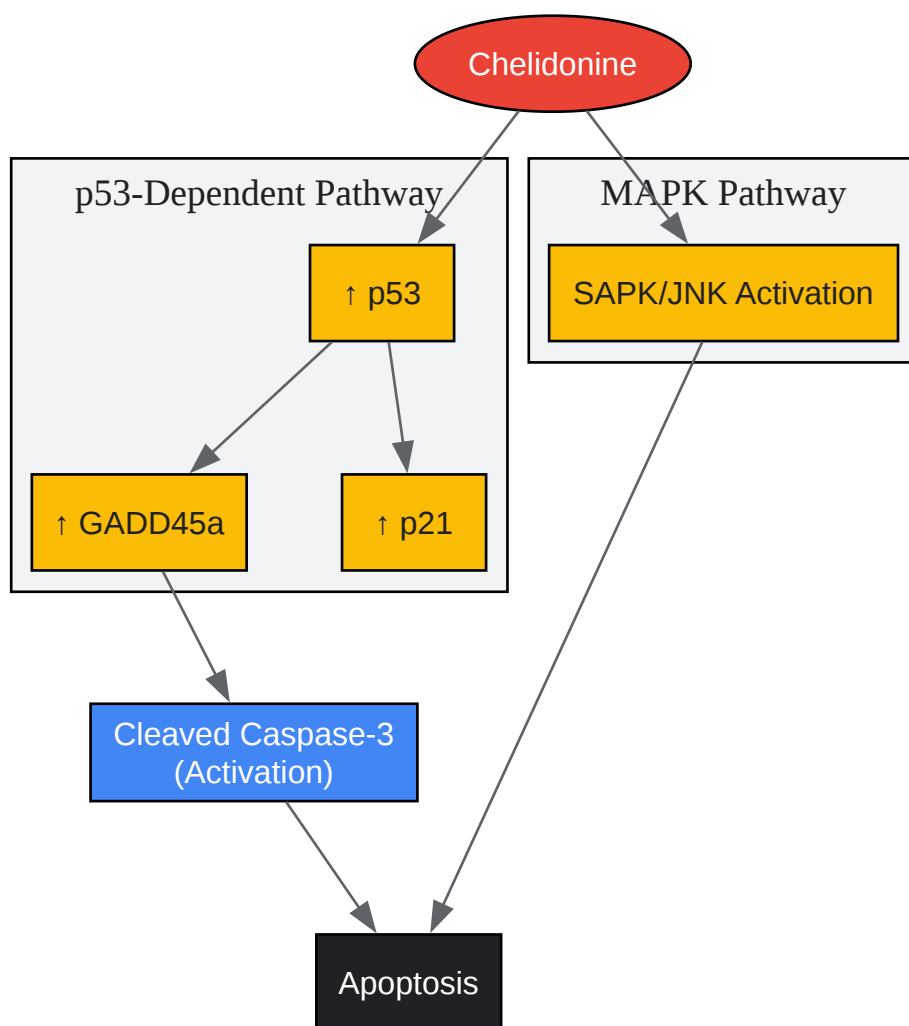 Chelidonine
p53-Dependent Pathway
MAPK Pathway
↑ p53
SAPK/JNK Activation
↑ GADD45a
↑ p21
Cleaved Caspase-3
(Activation)
Apoptosis